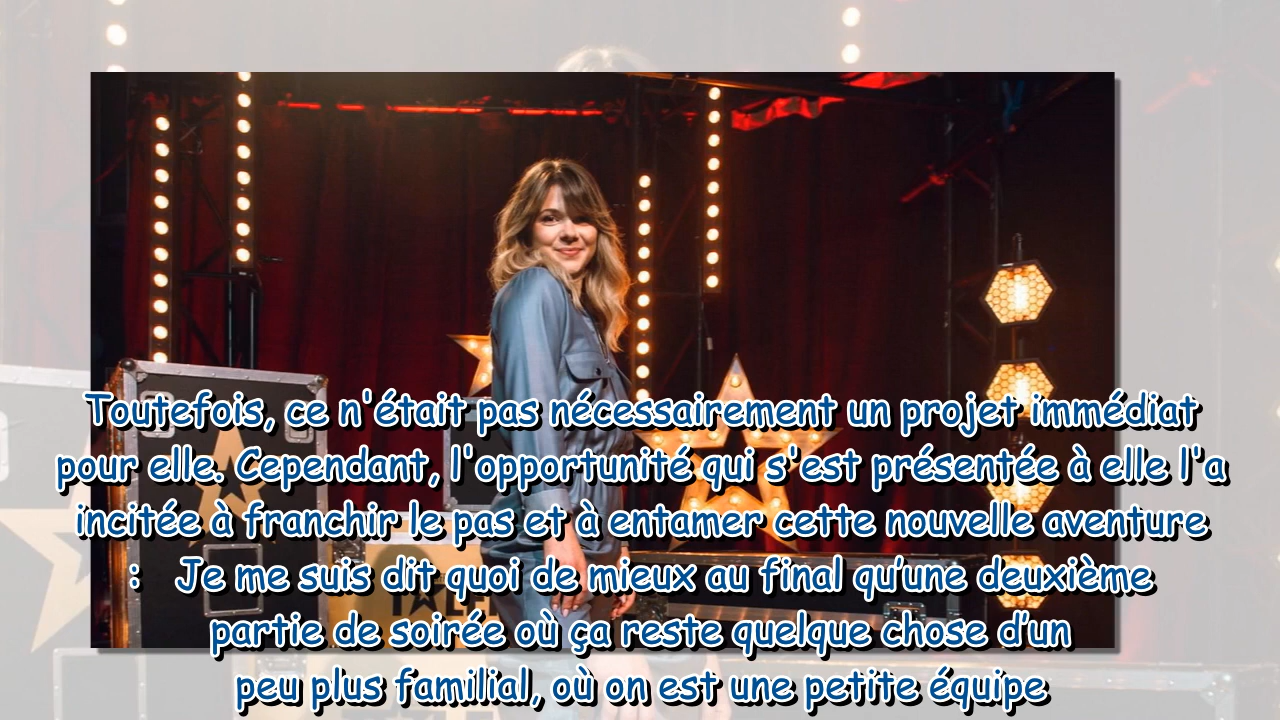 Toutefois, ce n'était pas nécessairement un projet immédiat
pour elle. Cependant, l'opportunité qui s'est présentée à elle l'a
incitée à franchir le pas et à entamer cette nouvelle aventure
: Je me suis dit quoi de mieux au final qu’une deuxième
partie de soirée où ça reste quelque chose d’un
peu plus familial, où on est une petite équipe